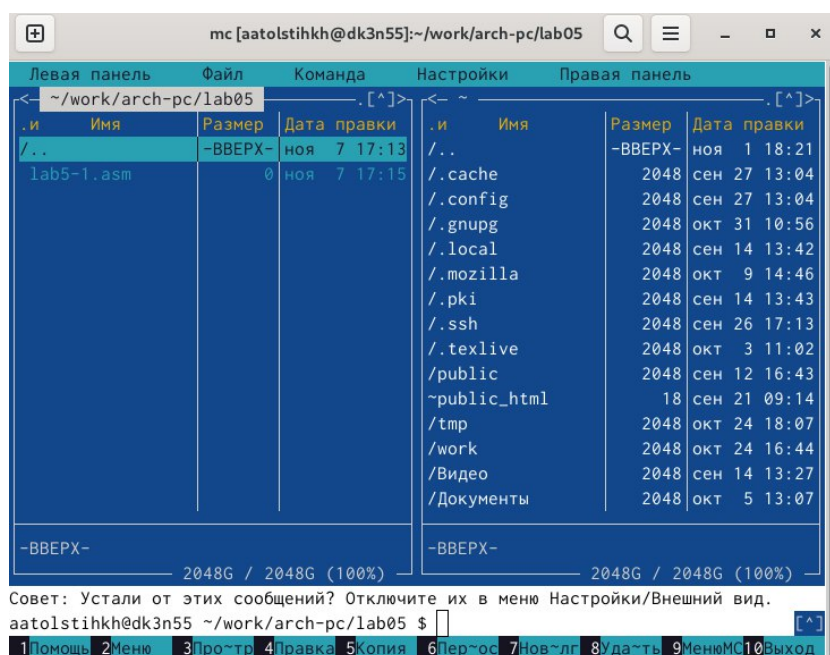 mc [aatolstihkh@dk3n55]:~/work/arch-pc/lab05
Левая панель Файл Команда Настройки Правая панель
<— ~/work/arch-pc/lab05 .[^]> <— ~ .[^]>
.и Имя Размер Дата правки .и Имя Размер Дата правки
/.. -ВВЕРХ- ноя 7 17:13 /.. -ВВЕРХ- ноя 1 18:21
lab5-1.asm 0 ноя 7 17:15 /.cache 2048 сен 27 13:04
/.config 2048 сен 27 13:04
/.gnupg 2048 окт 31 10:56
/.local 2048 сен 14 13:42
/.mozilla 2048 окт 9 14:46
/.pki 2048 сен 14 13:43
/.ssh 2048 сен 26 17:13
/.texlive 2048 окт 3 11:02
/public 2048 сен 12 16:43
~public_html 18 сен 21 09:14
/tmp 2048 окт 24 18:07
/work 2048 окт 24 16:44
/Видео 2048 сен 14 13:27
/Документы 2048 окт 5 13:07
-ВВЕРХ- -ВВЕРХ-
2048G / 2048G (100%) 2048G / 2048G (100%)
Совет: Устали от этих сообщений? Отключите их в меню Настройки/Внешний вид.
aatolstihkh@dk3n55 ~/work/arch-pc/lab05 $ [^]
1Помощь 2Меню 3Про~тр 4Правка 5Копия 6Пер~ос 7Нов~лг 8Уда~ть 9МенюMC 10Выход